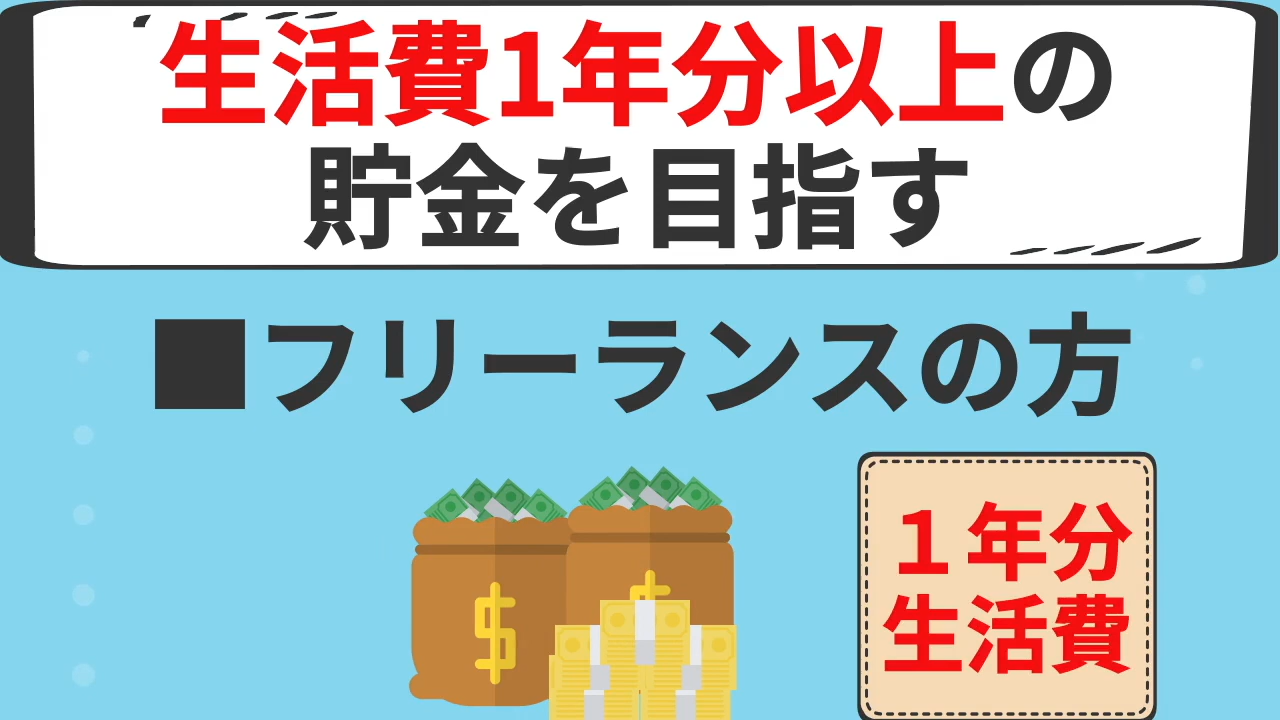 生活費1年分以上の
貯金を目指す
■フリーランスの方
１年分
生活費
$
$